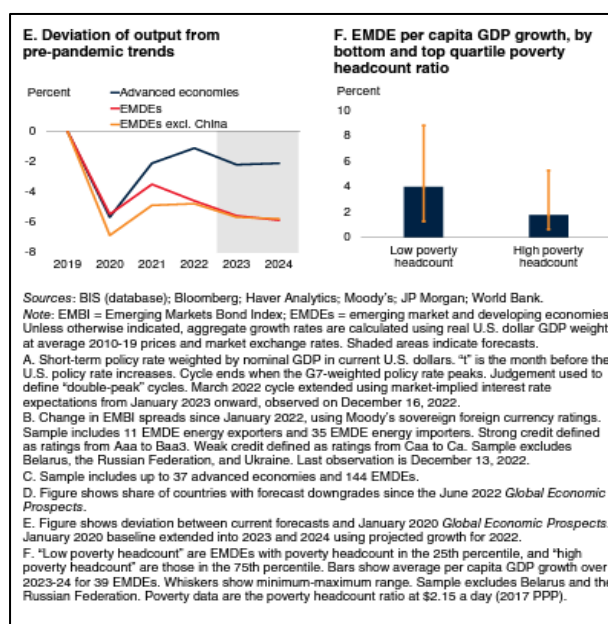 E. Deviation of output from
pre-pandemic trends
Percent
Advanced economies
EMDEs
EMDEs excl. China
0
-2
-4
-6
-8
2019 2020 2021 2022 2023 2024
F. EMDE per capita GDP growth, by
bottom and top quartile poverty
headcount ratio
Percent
10
8
6
4
2
0
Low poverty
headcount
High poverty
headcount
Sources: BIS (database); Bloomberg; Haver Analytics; Moody's; JP Morgan; World Bank.
Note: EMBI = Emerging Markets Bond Index; EMDEs = emerging market and developing economies
Unless otherwise indicated, aggregate growth rates are calculated using real U.S. dollar GDP weight
at average 2010-19 prices and market exchange rates. Shaded areas indicate forecasts.
A. Short-term policy rate weighted by nominal GDP in current U.S. dollars. "t" is the month before the
U.S. policy rate increases. Cycle ends when the G7-weighted policy rate peaks. Judgement used to
define "double-peak" cycles. March 2022 cycle extended using market-implied interest rate
expectations from January 2023 onward, observed on December 16, 2022.
B. Change in EMBI spreads since January 2022, using Moody's sovereign foreign currency ratings.
Sample includes 11 EMDE energy exporters and 35 EMDE energy importers. Strong credit defined
as ratings from Aaa to Baa3. Weak credit defined as ratings from Caa to Ca. Sample excludes
Belarus, the Russian Federation, and Ukraine. Last observation is December 13, 2022.
C. Sample includes up to 37 advanced economies and 144 EMDEs.
D. Figure shows share of countries with forecast downgrades since the June 2022 Global Economic
Prospects.
E. Figure shows deviation between current forecasts and January 2020 Global Economic Prospects.
January 2020 baseline extended into 2023 and 2024 using projected growth for 2022.
F. "Low poverty headcount" are EMDEs with poverty headcount in the 25th percentile, and "high
poverty headcount" are those in the 75th percentile. Bars show average per capita GDP growth over
2023-24 for 39 EMDEs. Whiskers show minimum-maximum range. Sample excludes Belarus and the
Russian Federation. Poverty data are the poverty headcount ratio at $2.15 a day (2017 PPP).